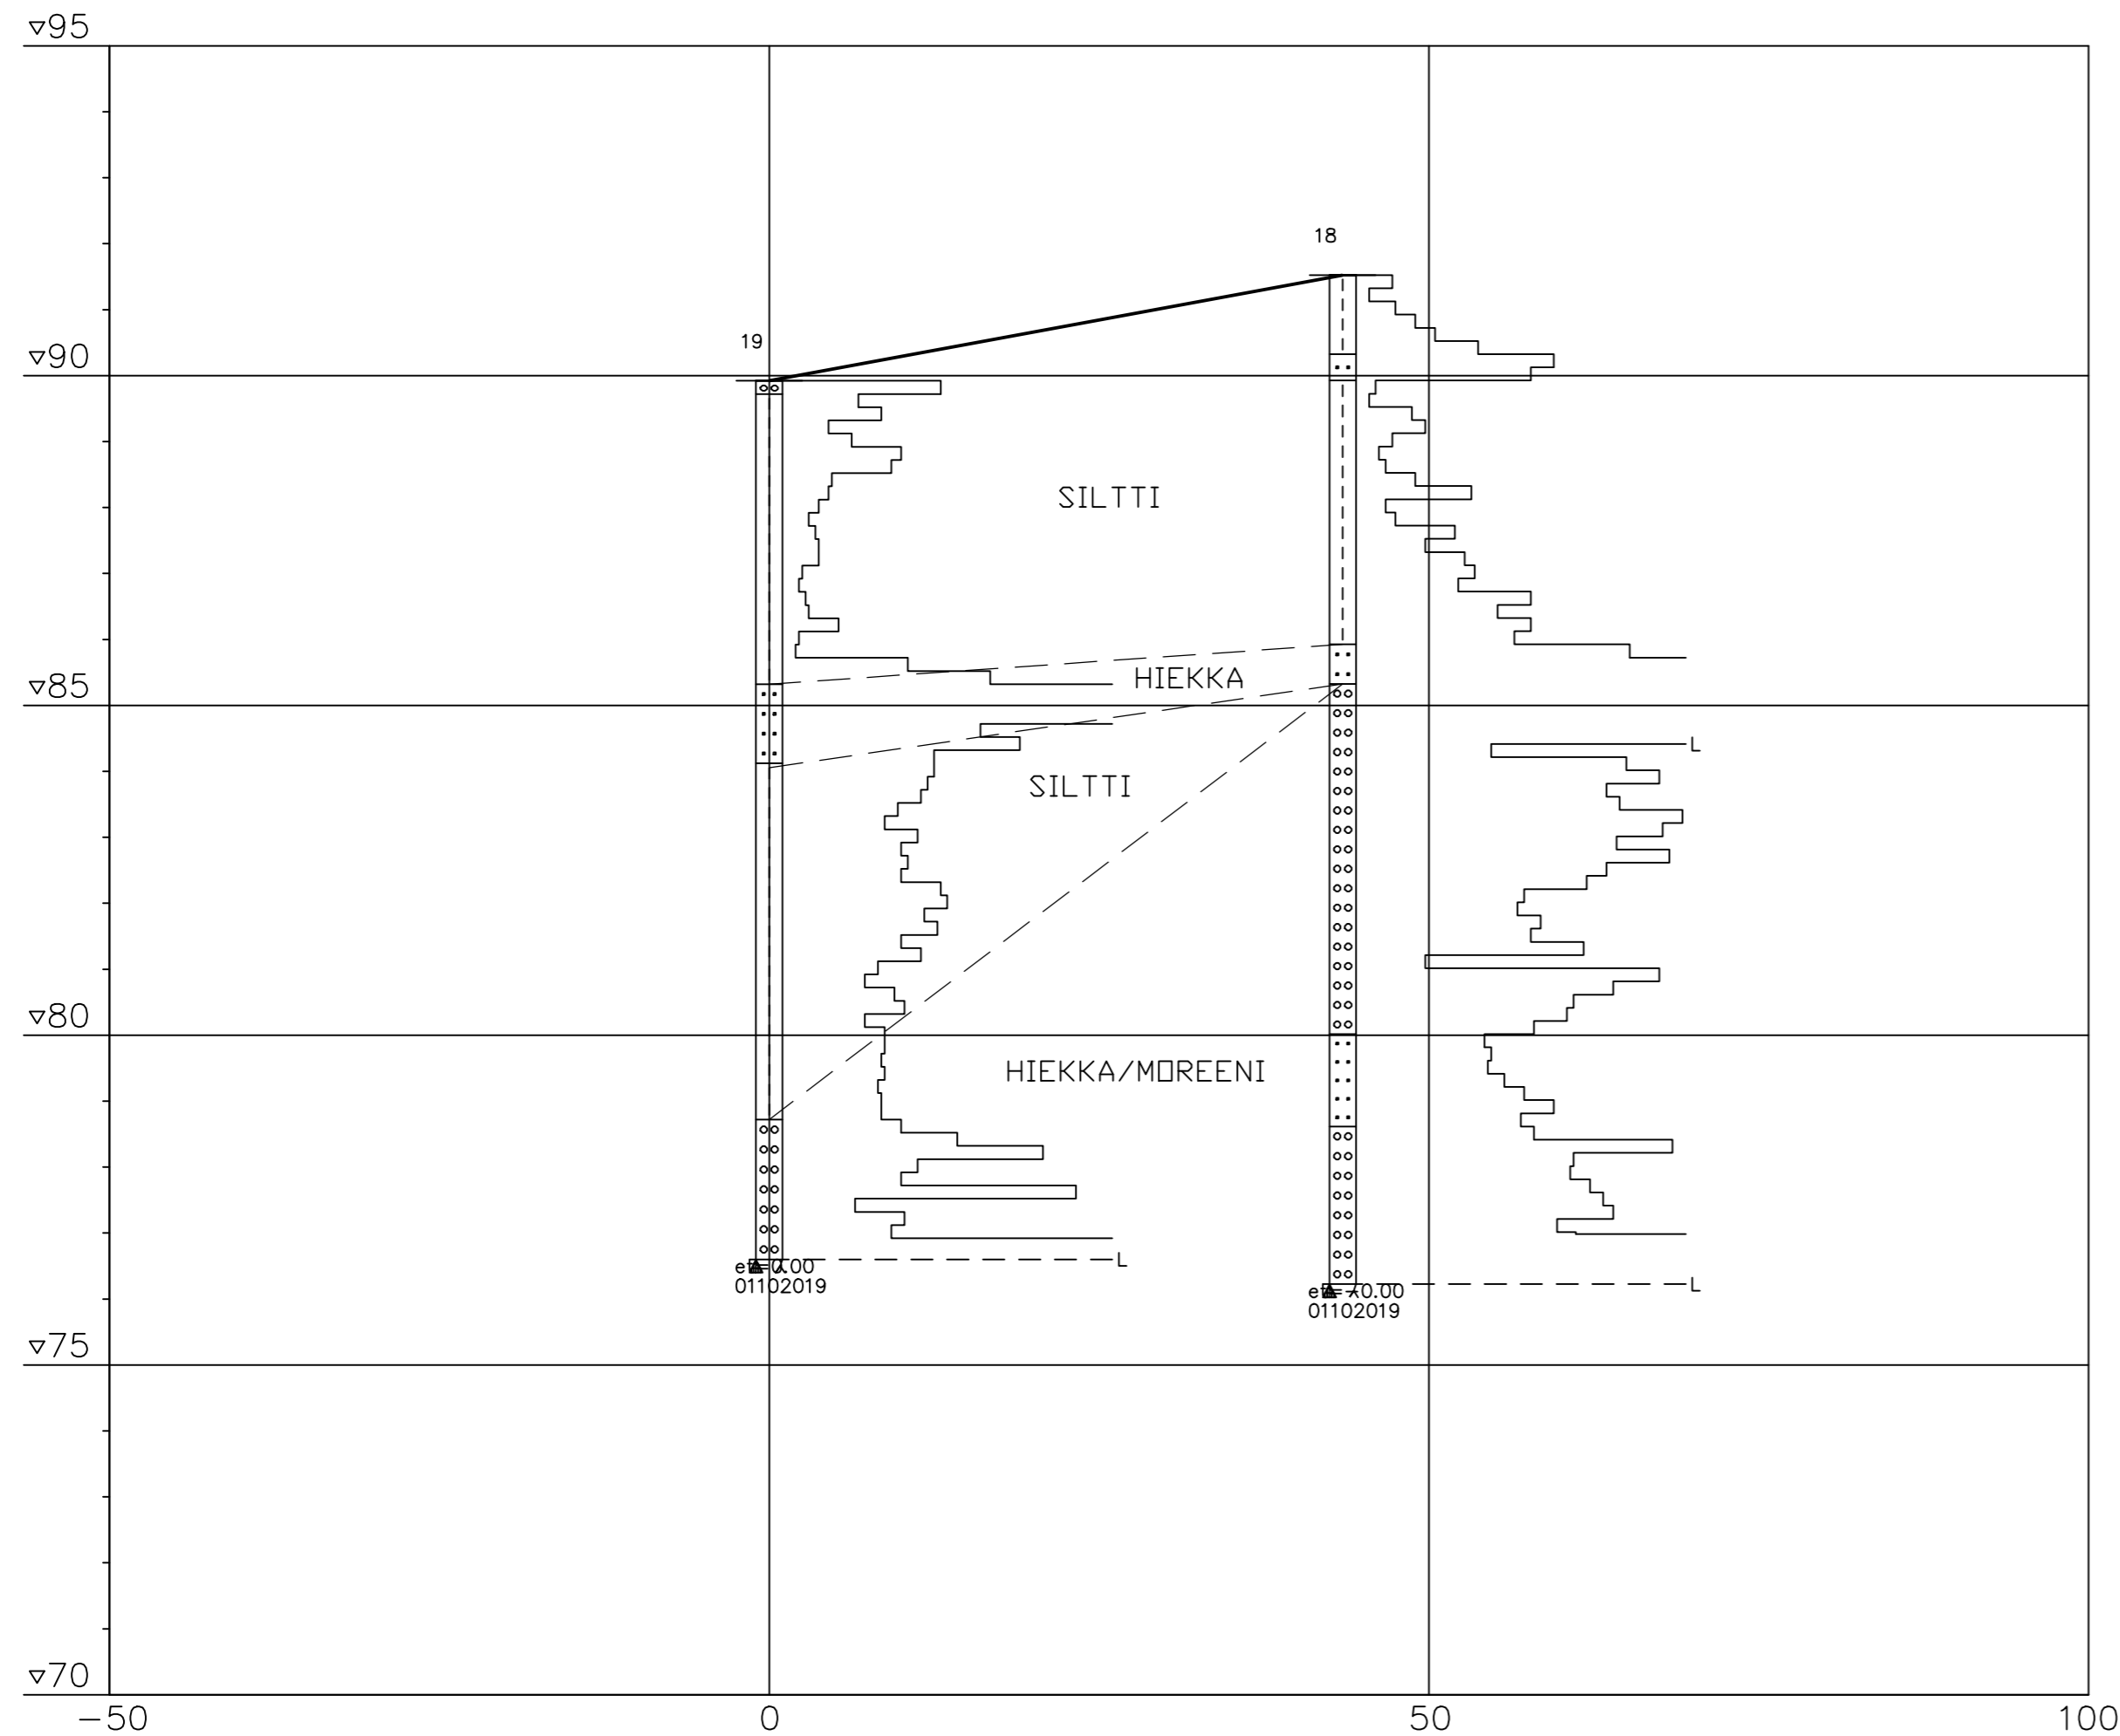 ▽95
18
19
▽90
SILTTI
HIEKKA
▽85
L
SILTTI
▽80
HIEKKA/MOREENI
L
01102019
L
01102019
▽75
▽70
-50 0 50 100